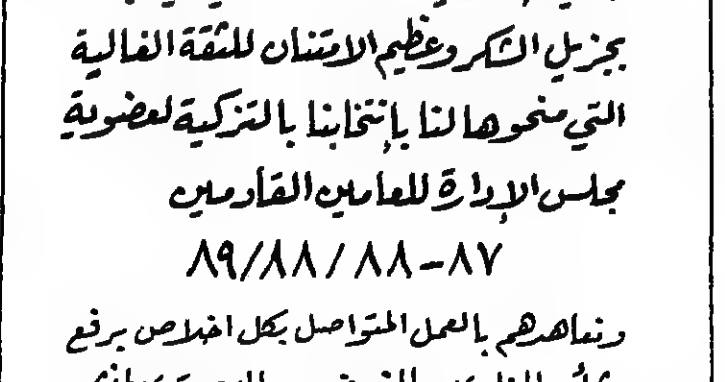 بجزيل الشكر وعظيم الامتنان للثقة الغالية
التي منحوها لنا بإنتخابنا بالتزكية لعضوية
مجلس الإدارة للعامين القادمين
٨٧-٨٨ / ٨٨/٨٩
ونعاهدهم بالعمل المتواصل بكل اخلاص برفع